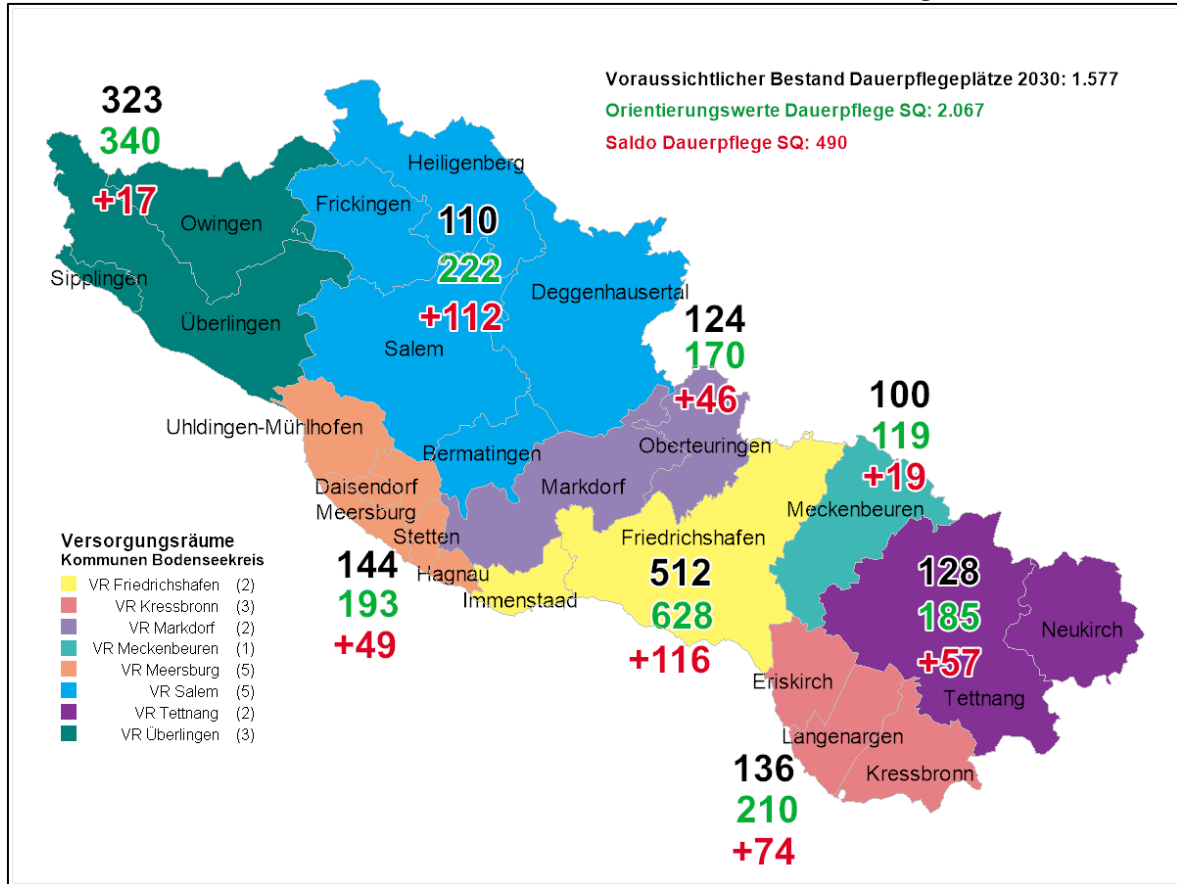 Voraussichtlicher Bestand Dauerpflegeplätze 2030: 1.577
Orientierungswerte Dauerpflege SQ: 2.067
Saldo Dauerpflege SQ: 490
323
340
+17
Owingen
Sipplingen
Überlingen
Heiligenberg
Frickingen
110
222
+112
Deggenhausertal
Salem
Bermatingen
124
170
+46
Oberteuringen
Markdorf
Uhldingen-Mühlhofen
Daisendorf
Meersburg
Stetten
Hagnau
144
193
+49
Immenstaad
Friedrichshafen
512
628
+116
100
119
+19
Meckenbeuren
128
185
+57
Tettnang
Neukirch
Eriskirch
Langenargen
Kressbronn
136
210
+74
Versorgungsräume
Kommunen Bodenseekreis
VR Friedrichshafen (2)
VR Kressbronn (3)
VR Markdorf (2)
VR Meckenbeuren (1)
VR Meersburg (5)
VR Salem (5)
VR Tettnang (2)
VR Überlingen (3)